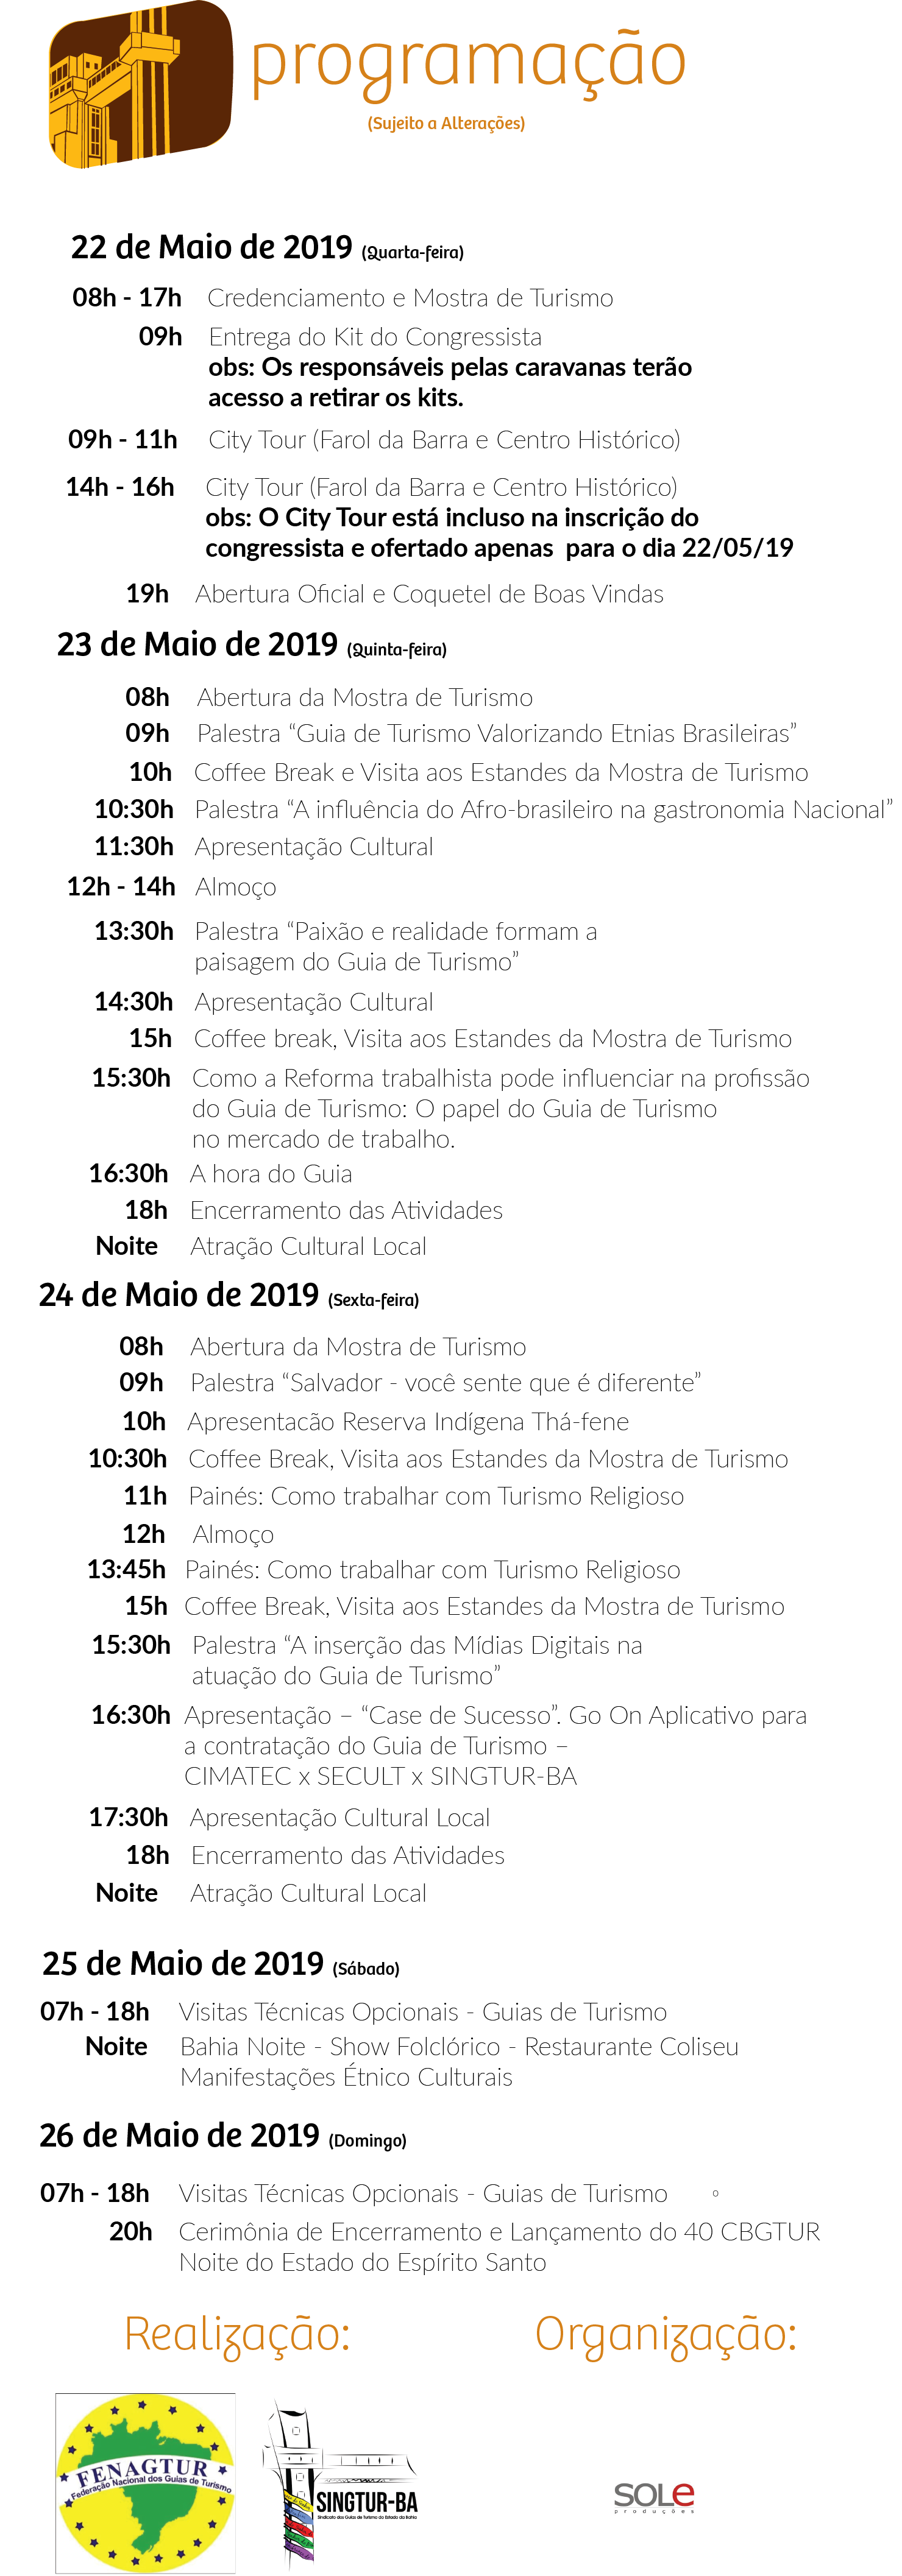 programação
(Sujeito a Alterações)
22 de Maio de 2019 (Quarta-feira)
08h - 17h Credenciamento e Mostra de Turismo
09h Entrega do Kit do Congressista
obs: Os responsáveis pelas caravanas terão
acesso a retirar os kits.
09h - 11h City Tour (Farol da Barra e Centro Histórico)
14h - 16h City Tour (Farol da Barra e Centro Histórico)
obs: O City Tour está incluso na inscrição do
congressista e ofertado apenas para o dia 22/05/19
19h Abertura Oficial e Coquetel de Boas Vindas
23 de Maio de 2019 (Quinta-feira)
08h Abertura da Mostra de Turismo
09h Palestra “Guia de Turismo Valorizando Etnias Brasileiras”
10h Coffee Break e Visita aos Estandes da Mostra de Turismo
10:30h Palestra “A influência do Afro-brasileiro na gastronomia Nacional”
11:30h Apresentação Cultural
12h - 14h Almoço
13:30h Palestra “Paixão e realidade formam a
paisagem do Guia de Turismo”
14:30h Apresentação Cultural
15h Coffee break, Visita aos Estandes da Mostra de Turismo
15:30h Como a Reforma trabalhista pode influenciar na profissão
do Guia de Turismo: O papel do Guia de Turismo
no mercado de trabalho.
16:30h A hora do Guia
18h Encerramento das Atividades
Noite Atração Cultural Local
24 de Maio de 2019 (Sexta-feira)
08h Abertura da Mostra de Turismo
09h Palestra “Salvador - você sente que é diferente”
10h Apresentacão Reserva Indígena Thá-fene
10:30h Coffee Break, Visita aos Estandes da Mostra de Turismo
11h Painés: Como trabalhar com Turismo Religioso
12h Almoço
13:45h Painés: Como trabalhar com Turismo Religioso
15h Coffee Break, Visita aos Estandes da Mostra de Turismo
15:30h Palestra “A inserção das Mídias Digitais na
atuação do Guia de Turismo”
16:30h Apresentação – “Case de Sucesso”. Go On Aplicativo para
a contratação do Guia de Turismo –
CIMATEC x SECULT x SINGTUR-BA
17:30h Apresentação Cultural Local
18h Encerramento das Atividades
Noite Atração Cultural Local
25 de Maio de 2019 (Sábado)
07h - 18h Visitas Técnicas Opcionais - Guias de Turismo
Noite Bahia Noite - Show Folclórico - Restaurante Coliseu
Manifestações Étnico Culturais
26 de Maio de 2019 (Domingo)
07h - 18h Visitas Técnicas Opcionais - Guias de Turismo o
20h Cerimônia de Encerramento e Lançamento do 40 CBGTUR
Noite do Estado do Espírito Santo
Realização: Organização:
FENAGTUR
Federação Nacional dos Guias de Turismo
SINGTUR-BA
Sindicato dos Guias de Turismo do Estado da Bahia
SOLe
produções